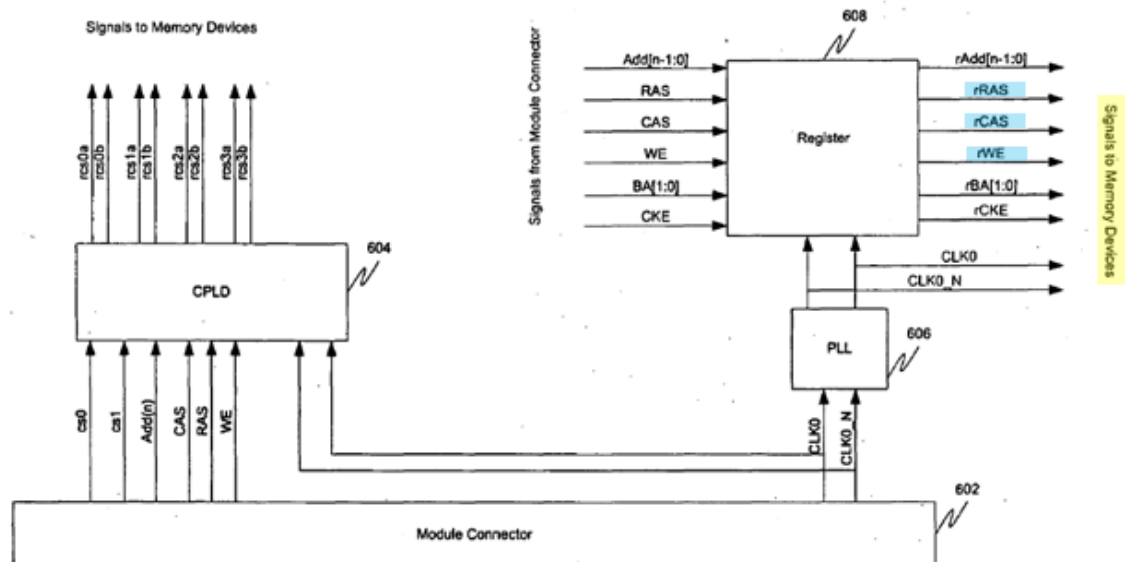 Signals to Memory Devices
rcs0a
rcs0b
rcs1a
rcs1b
rcs2a
rcs2b
rcs3a
rcs3b
CPLD
604
cs0
cs1
Add(n)
CAS
RAS
WE
Signals from Module Connector
Add[n-1:0]
RAS
CAS
WE
BA[1:0]
CKE
608
Register
rAdd[n-1:0]
rRAS
rCAS
rWE
rBA[1:0]
rCKE
Signals to Memory Devices
CLK0
CLK0_N
PLL
606
CLK0
CLK0_N
602
Module Connector